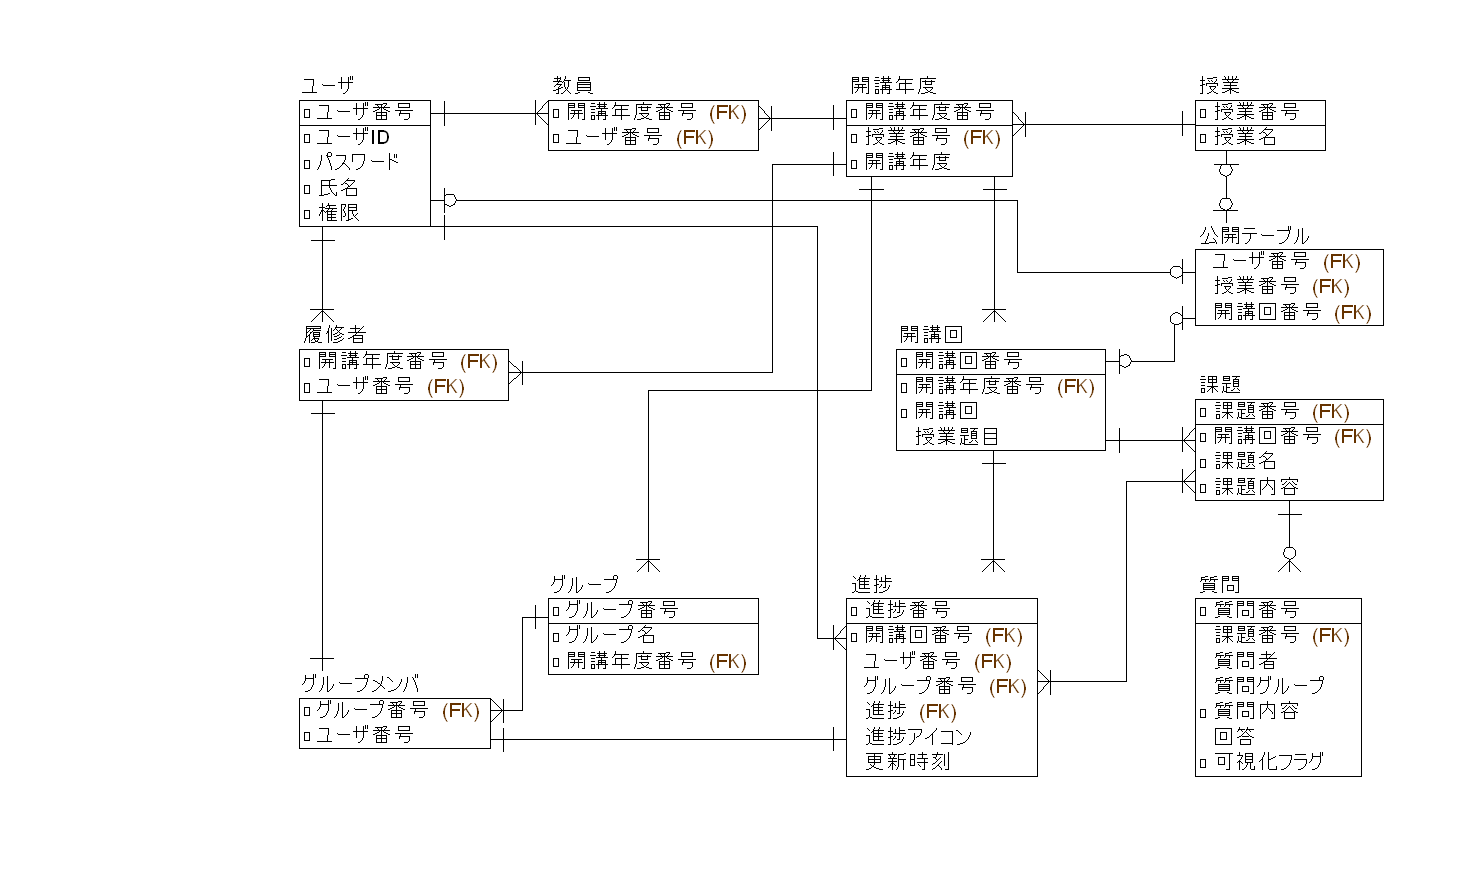 ユーザ
ユーザ番号
ユーザID
パスワード
氏名
権限
教員
開講年度番号 (FK)
ユーザ番号 (FK)
開講年度
開講年度番号
授業番号 (FK)
開講年度
授業
授業番号
授業名
公開テーブル
ユーザ番号 (FK)
授業番号 (FK)
開講回番号 (FK)
履修者
開講年度番号 (FK)
ユーザ番号 (FK)
開講回
開講回番号
開講年度番号 (FK)
開講回
授業題目
課題
課題番号 (FK)
開講回番号 (FK)
課題名
課題内容
グループ
グループ番号
グループ名
開講年度番号 (FK)
進捗
進捗番号
開講回番号 (FK)
ユーザ番号 (FK)
グループ番号 (FK)
進捗 (FK)
進捗アイコン
更新時刻
質問
質問番号
課題番号 (FK)
質問者
質問グループ
質問内容
回答
可視化フラグ
グループメンバ
グループ番号 (FK)
ユーザ番号